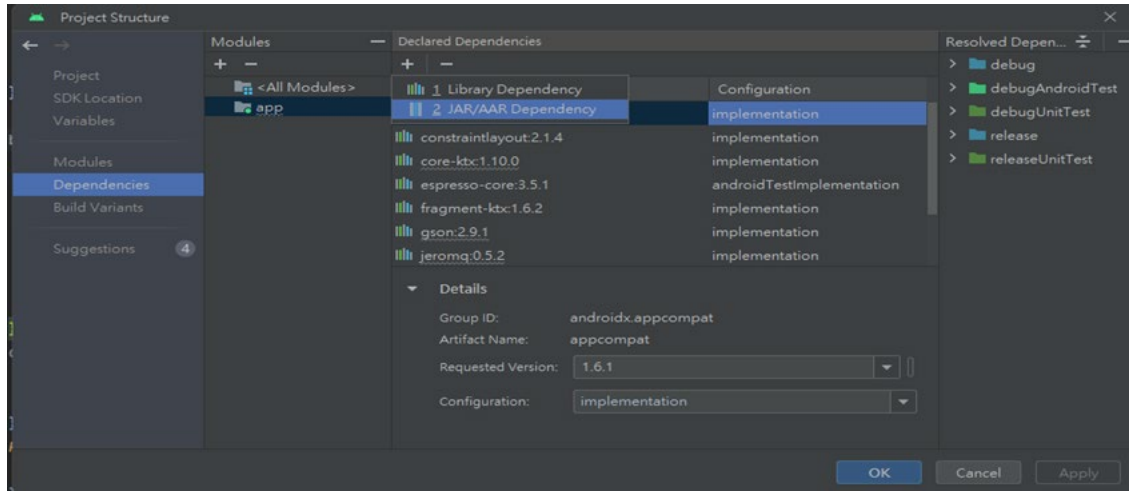 Project Structure
Project
SDK Location
Variables
Modules
Dependencies
Build Variants
Suggestions 4
Modules
<All Modules>
app
Declared Dependencies
1 Library Dependency
2 JAR/AAR Dependency
Configuration
implementation
constraintlayout:2.1.4 implementation
core-ktx:1.10.0 implementation
espresso-core:3.5.1 androidTestImplementation
fragment-ktx:1.6.2 implementation
gson:2.9.1 implementation
jeromq:0.5.2 implementation
Details
Group ID: androidx.appcompat
Artifact Name: appcompat
Requested Version: 1.6.1
Configuration: implementation
Resolved Depen...
debug
debugAndroidTest
debugUnitTest
release
releaseUnitTest
OK Cancel Apply